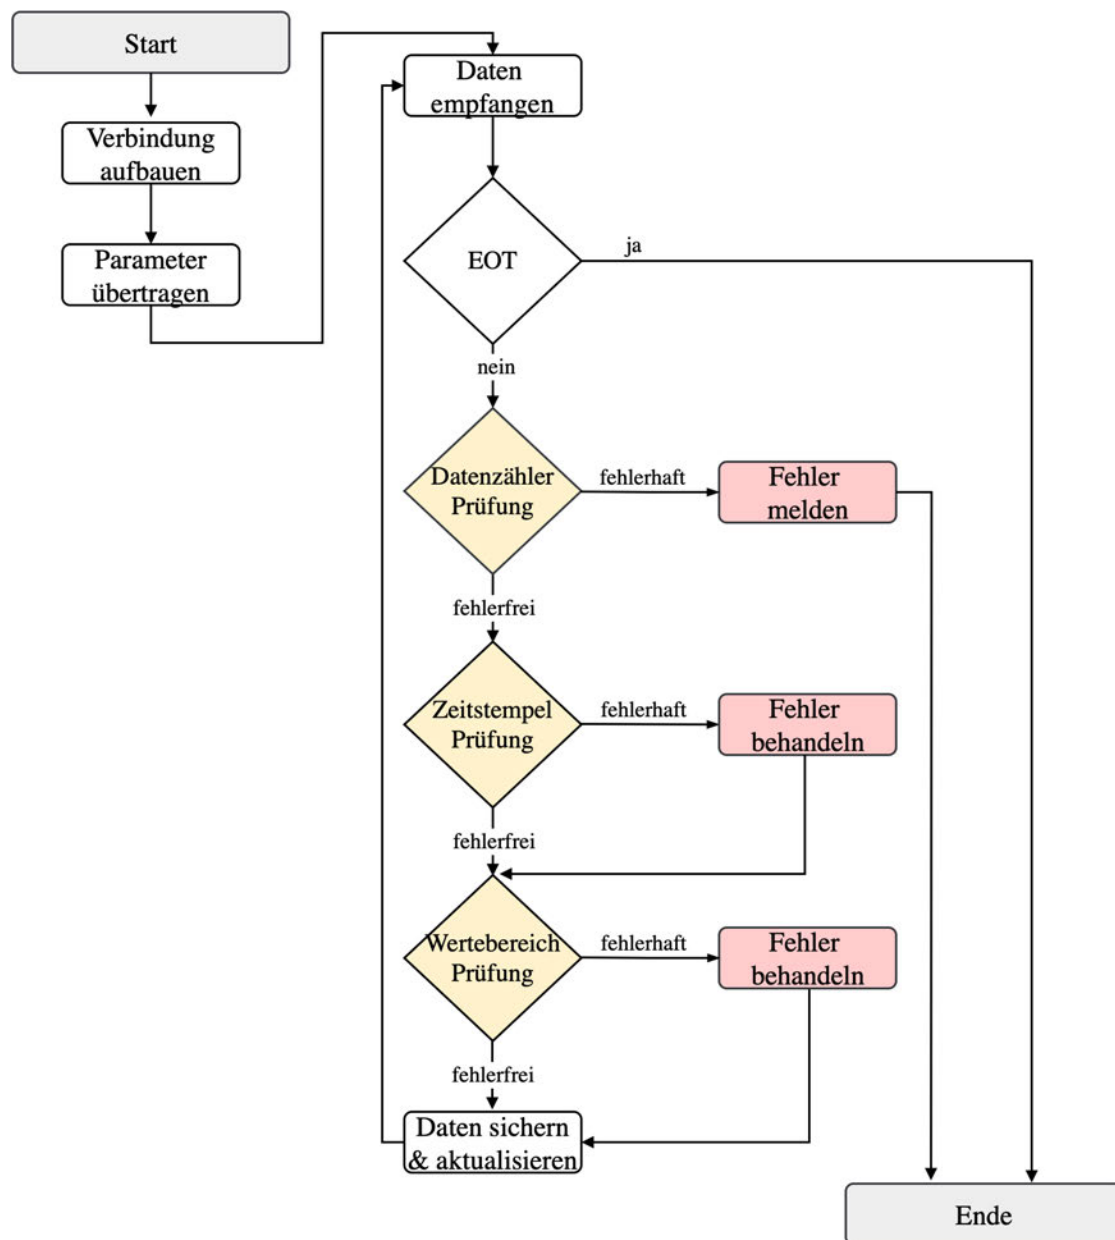 Start
Verbindung
aufbauen
Parameter
übertragen
Daten
empfangen
EOT
ja
nein
Datenzähler
Prüfung
fehlerhaft
Fehler
melden
fehlerfrei
Zeitstempel
Prüfung
fehlerhaft
Fehler
behandeln
fehlerfrei
Wertebereich
Prüfung
fehlerhaft
Fehler
behandeln
fehlerfrei
Daten sichern
& aktualisieren
Ende